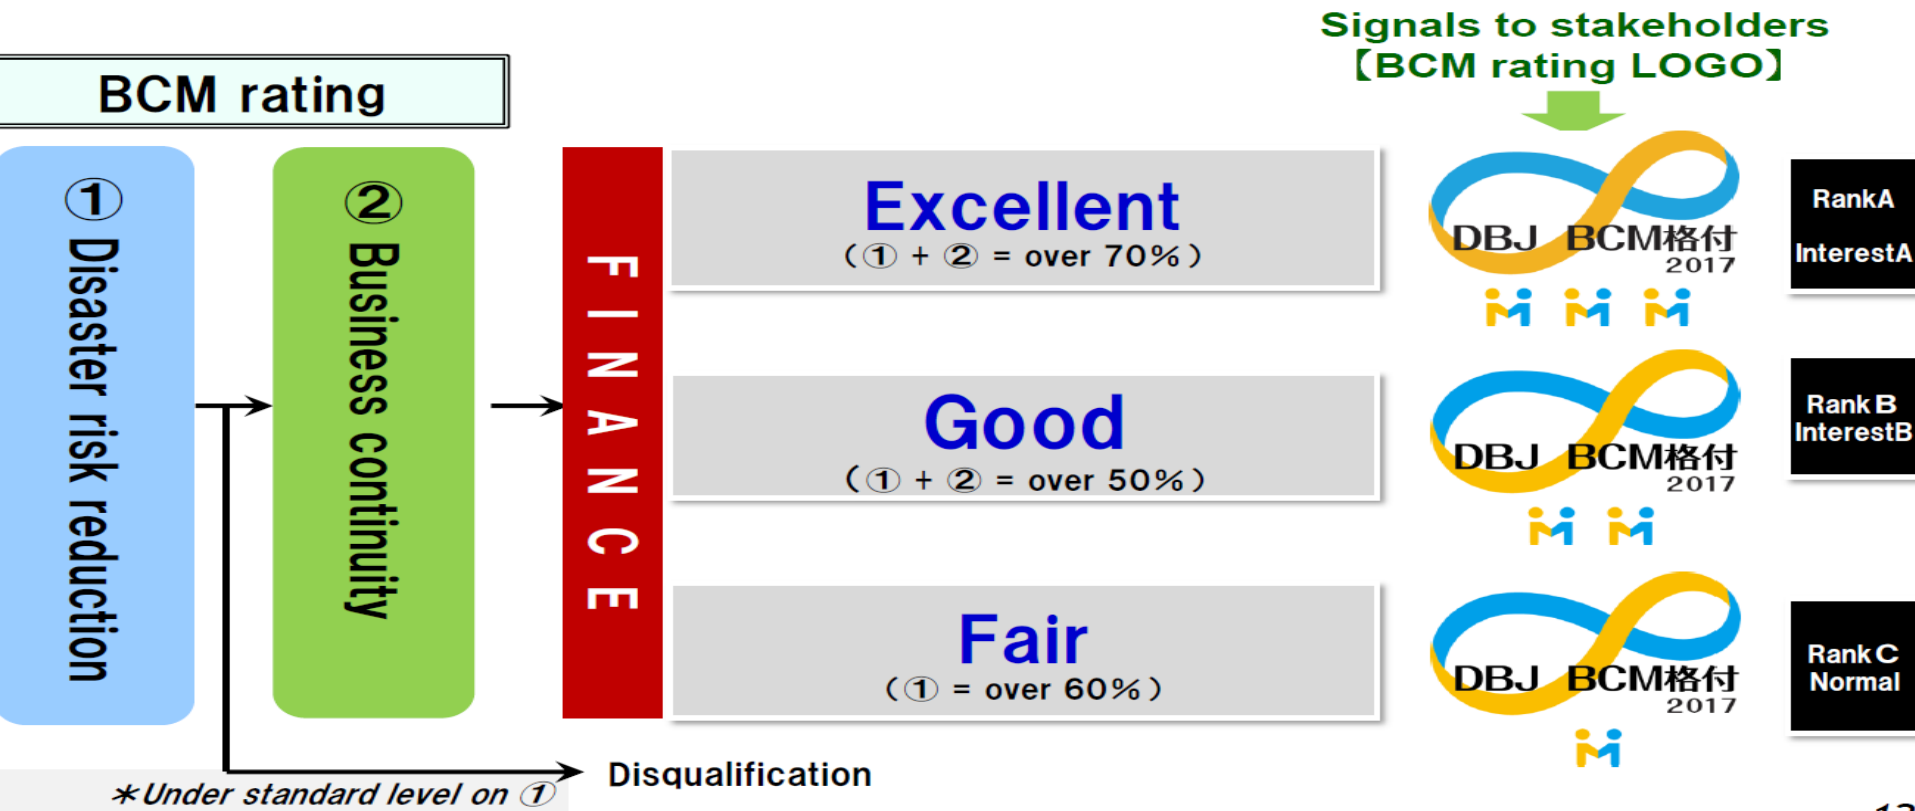 Signals to stakeholders
【BCM rating LOGO】
BCM rating
① Disaster risk reduction
② Business continuity
FINANCE
Excellent
(① + ② = over 70%)
DBJ BCM格付
2017
RankA
InterestA
Good
(① + ② = over 50%)
DBJ BCM格付
2017
Rank B
InterestB
Fair
(① = over 60%)
DBJ BCM格付
2017
Rank C
Normal
Disqualification
*Under standard level on ①